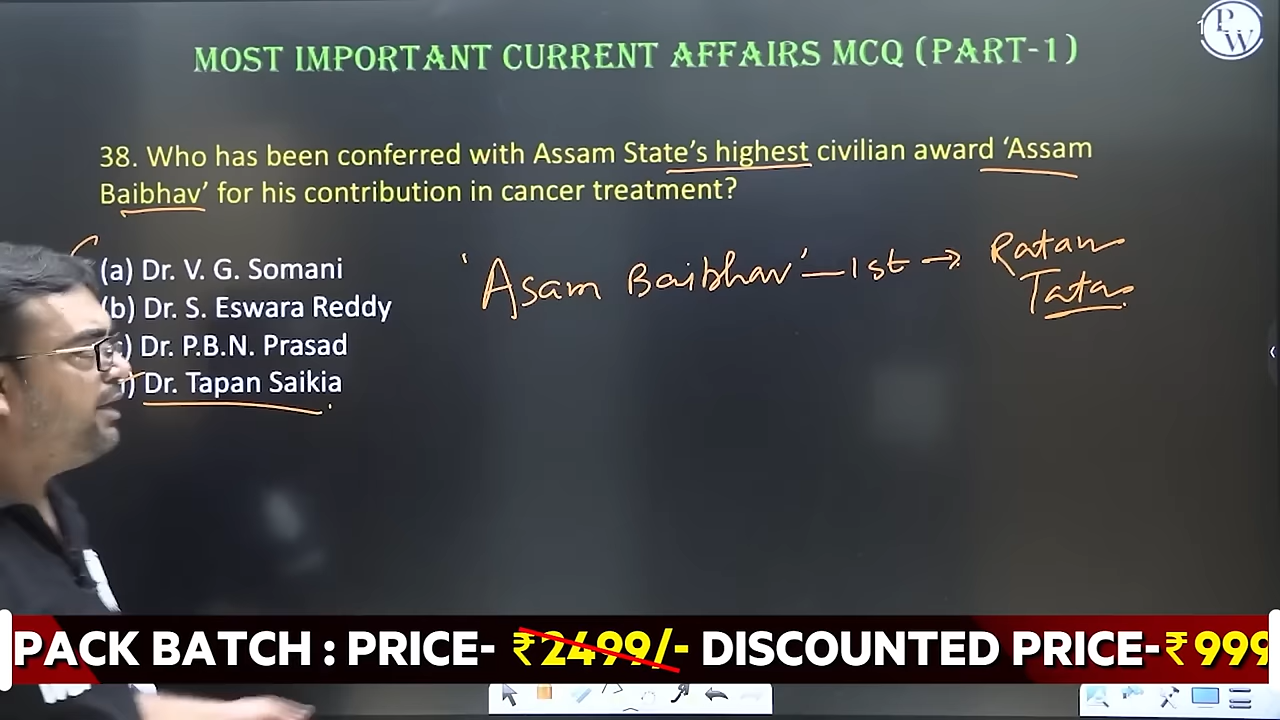 PW
MOST IMPORTANT CURRENT AFFAIRS MCQ (PART-1)
38. Who has been conferred with Assam State's highest civilian award 'Assam
Baibhav' for his contribution in cancer treatment?
(a) Dr. V. G. Somani
(b) Dr. S. Eswara Reddy
) Dr. P.B.N. Prasad
) Dr. Tapan Saikia
'Asam Baibhav' – 1st → Ratan
Tata.
PACK BATCH : PRICE- ₹2499/- DISCOUNTED PRICE-₹999